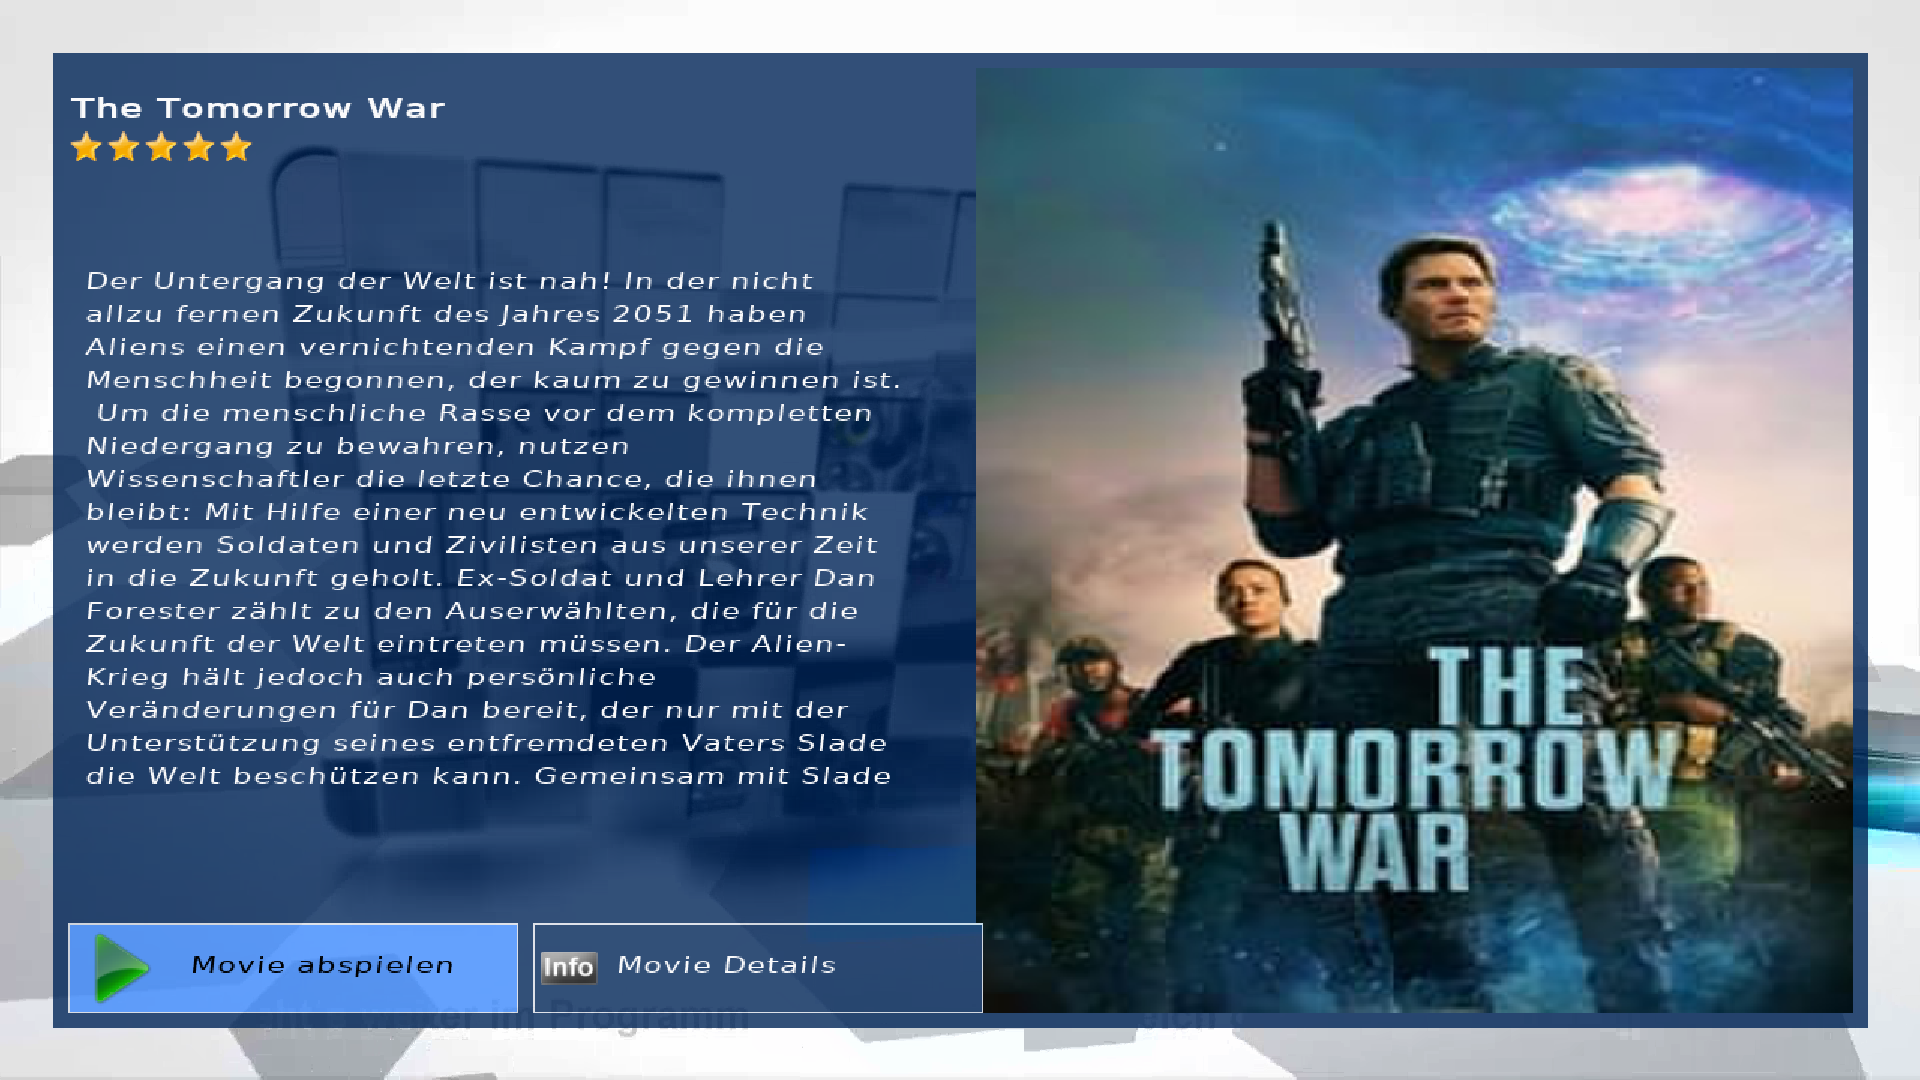 The Tomorrow War
Der Untergang der Welt ist nah! In der nicht
allzu fernen Zukunft des Jahres 2051 haben
Aliens einen vernichtenden Kampf gegen die
Menschheit begonnen, der kaum zu gewinnen ist.
Um die menschliche Rasse vor dem kompletten
Niedergang zu bewahren, nutzen
Wissenschaftler die letzte Chance, die ihnen
bleibt: Mit Hilfe einer neu entwickelten Technik
werden Soldaten und Zivilisten aus unserer Zeit
in die Zukunft geholt. Ex-Soldat und Lehrer Dan
Forester zählt zu den Auserwählten, die für die
Zukunft der Welt eintreten müssen. Der Alien-
Krieg hält jedoch auch persönliche
Veränderungen für Dan bereit, der nur mit der
Unterstützung seines entfremdeten Vaters Slade
die Welt beschützen kann. Gemeinsam mit Slade
Movie abspielen
Info Movie Details
im Programm
THE
TOMORROW
WAR